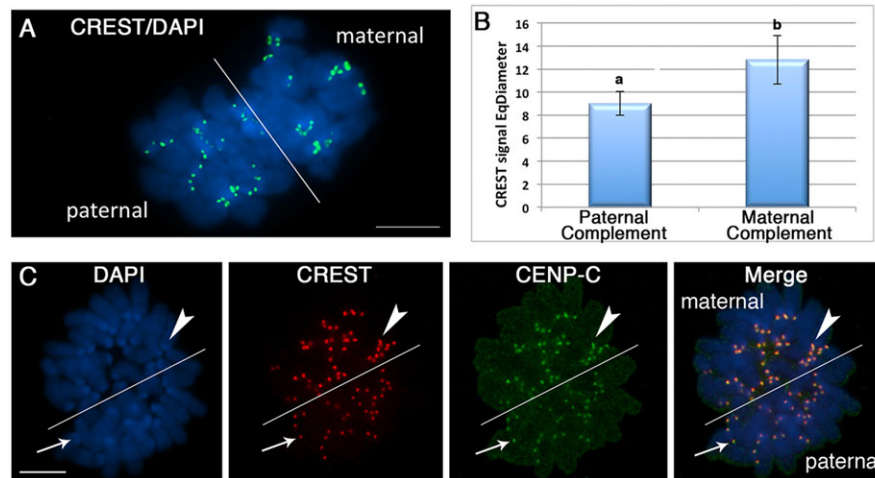 A
CREST/DAPI
maternal
paternal
B
CREST signal EqDiameter
16
14
12
10
8
6
4
2
0
a
b
Paternal
Complement
Maternal
Complement
C
DAPI
CREST
CENP-C
Merge
maternal
paternal